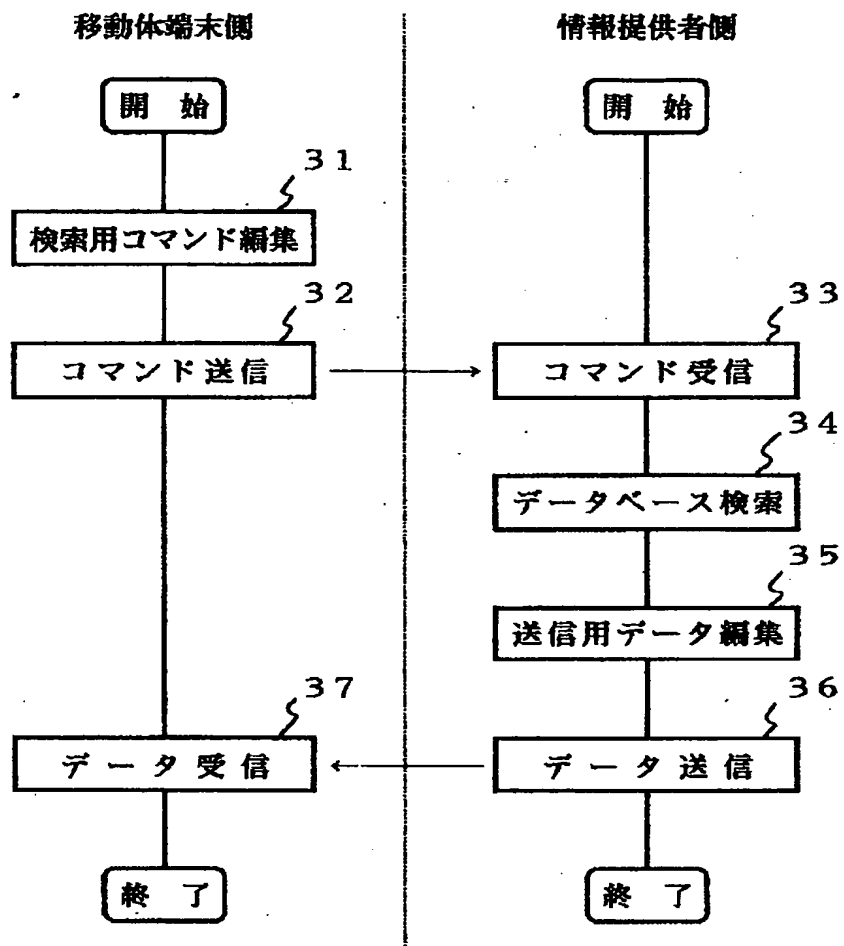 移動体端末側
情報提供者側
開 始
開 始
31
検索用コマンド編集
32
コマンド送信
33
コマンド受信
34
データベース検索
35
送信用データ編集
36
データ送信
37
データ受信
終 了
終 了